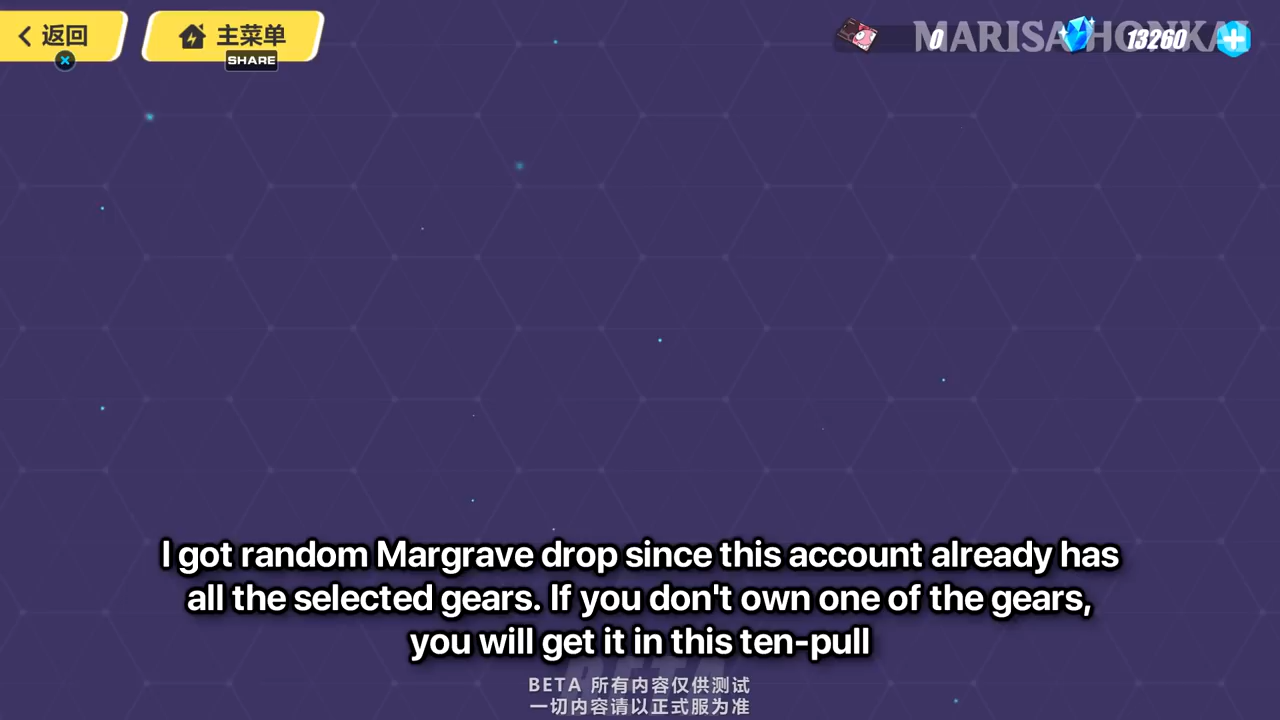 返回
主菜单
SHARE
0
13260
MARISA HONKAI
I got random Margrave drop since this account already has
all the selected gears. If you don't own one of the gears,
you will get it in this ten-pull
BETA
BETA 所有内容仅供测试
一切内容请以正式服为准